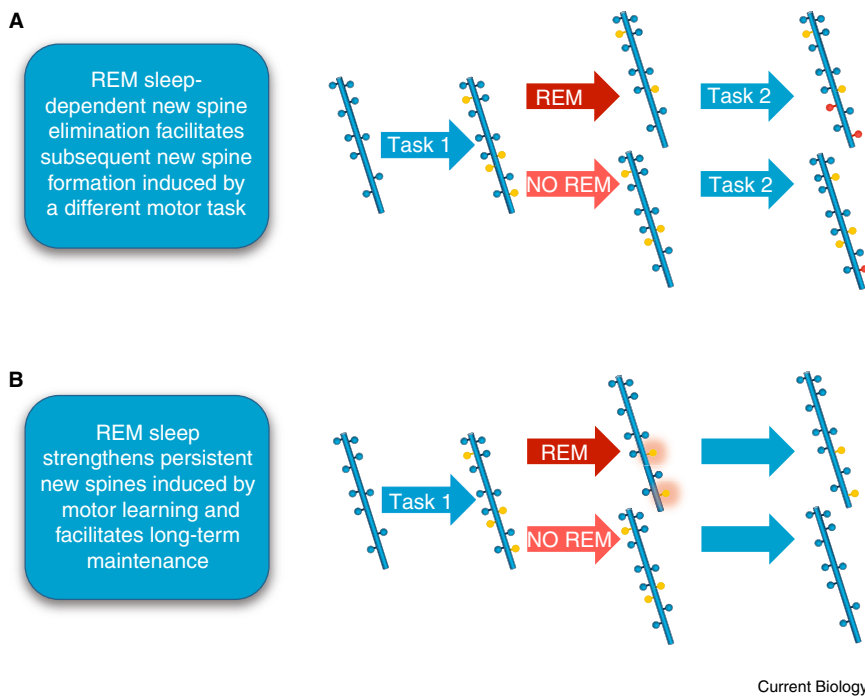 A
REM sleep-
dependent new spine
elimination facilitates
subsequent new spine
formation induced by
a different motor task
Task 1
REM
Task 2
NO REM
Task 2
B
REM sleep
strengthens persistent
new spines induced by
motor learning and
facilitates long-term
maintenance
Task 1
REM
NO REM
Current Biology